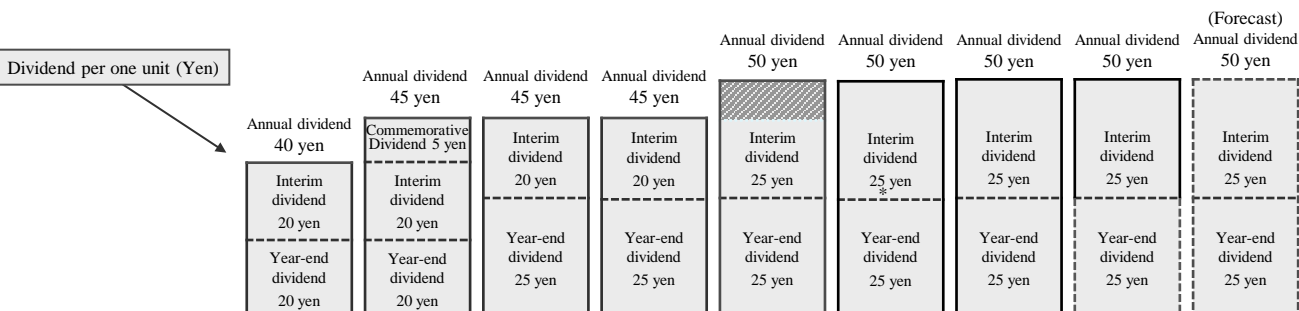 (Forecast)
Dividend per one unit (Yen)
Annual dividend
40 yen
Interim
dividend
20 yen
Year-end
dividend
20 yen
Annual dividend
45 yen
Commemorative
Dividend 5 yen
Interim
dividend
20 yen
Year-end
dividend
20 yen
Annual dividend
45 yen
Interim
dividend
20 yen
Year-end
dividend
25 yen
Annual dividend
45 yen
Interim
dividend
20 yen
Year-end
dividend
25 yen
Annual dividend
50 yen
Interim
dividend
25 yen
Year-end
dividend
25 yen
Annual dividend
50 yen
Interim
dividend
25 yen
*
Year-end
dividend
25 yen
Annual dividend
50 yen
Interim
dividend
25 yen
Year-end
dividend
25 yen
Annual dividend
50 yen
Interim
dividend
25 yen
Year-end
dividend
25 yen
Annual dividend
50 yen
Interim
dividend
25 yen
Year-end
dividend
25 yen